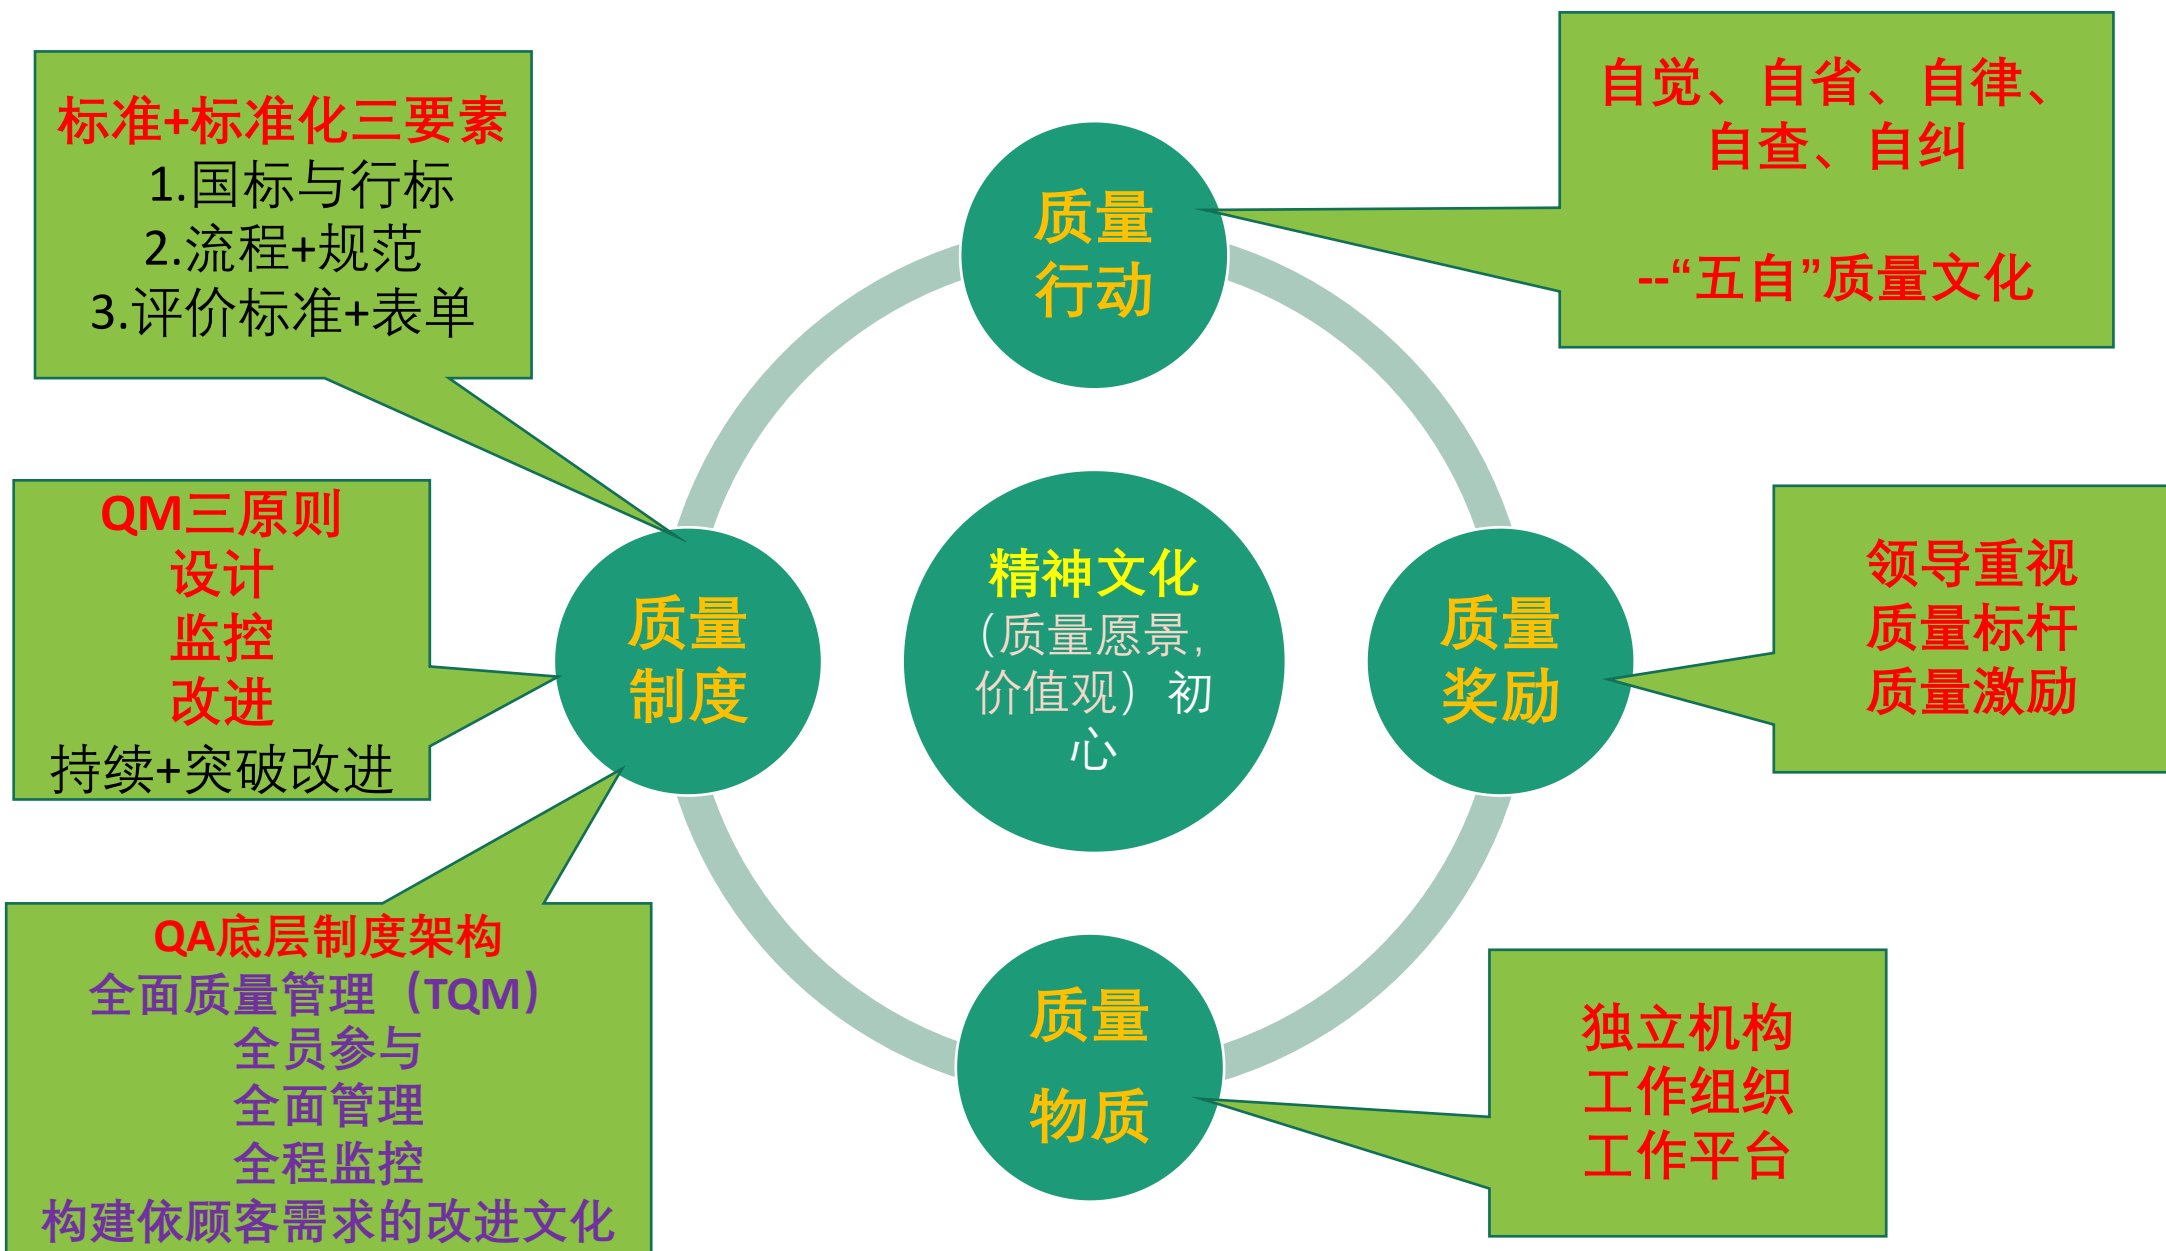 标准+标准化三要素
1.国标与行标
2.流程+规范
3.评价标准+表单
质量
行动
自觉、自省、自律、
自查、自纠
--“五自”质量文化
QM三原则
设计
监控
改进
持续+突破改进
质量
制度
精神文化
（质量愿景,
价值观）初
心
质量
奖励
领导重视
质量标杆
质量激励
QA底层制度架构
全面质量管理（TQM）
全员参与
全面管理
全程监控
构建依顾客需求的改进文化
质量
物质
独立机构
工作组织
工作平台